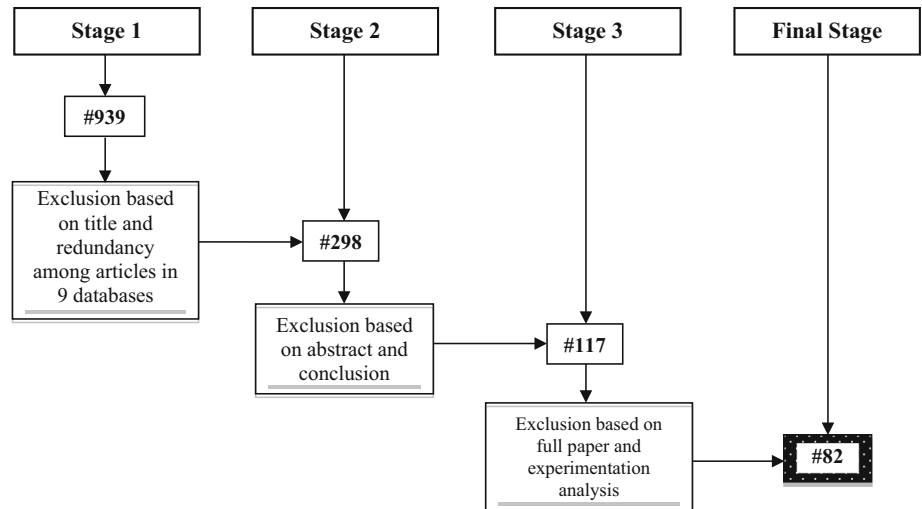 Stage 1
Stage 2
Stage 3
Final Stage
#939
Exclusion based
on title and
redundancy
among articles in
9 databases
#298
Exclusion based
on abstract and
conclusion
#117
Exclusion based on
full paper and
experimentation
analysis
#82